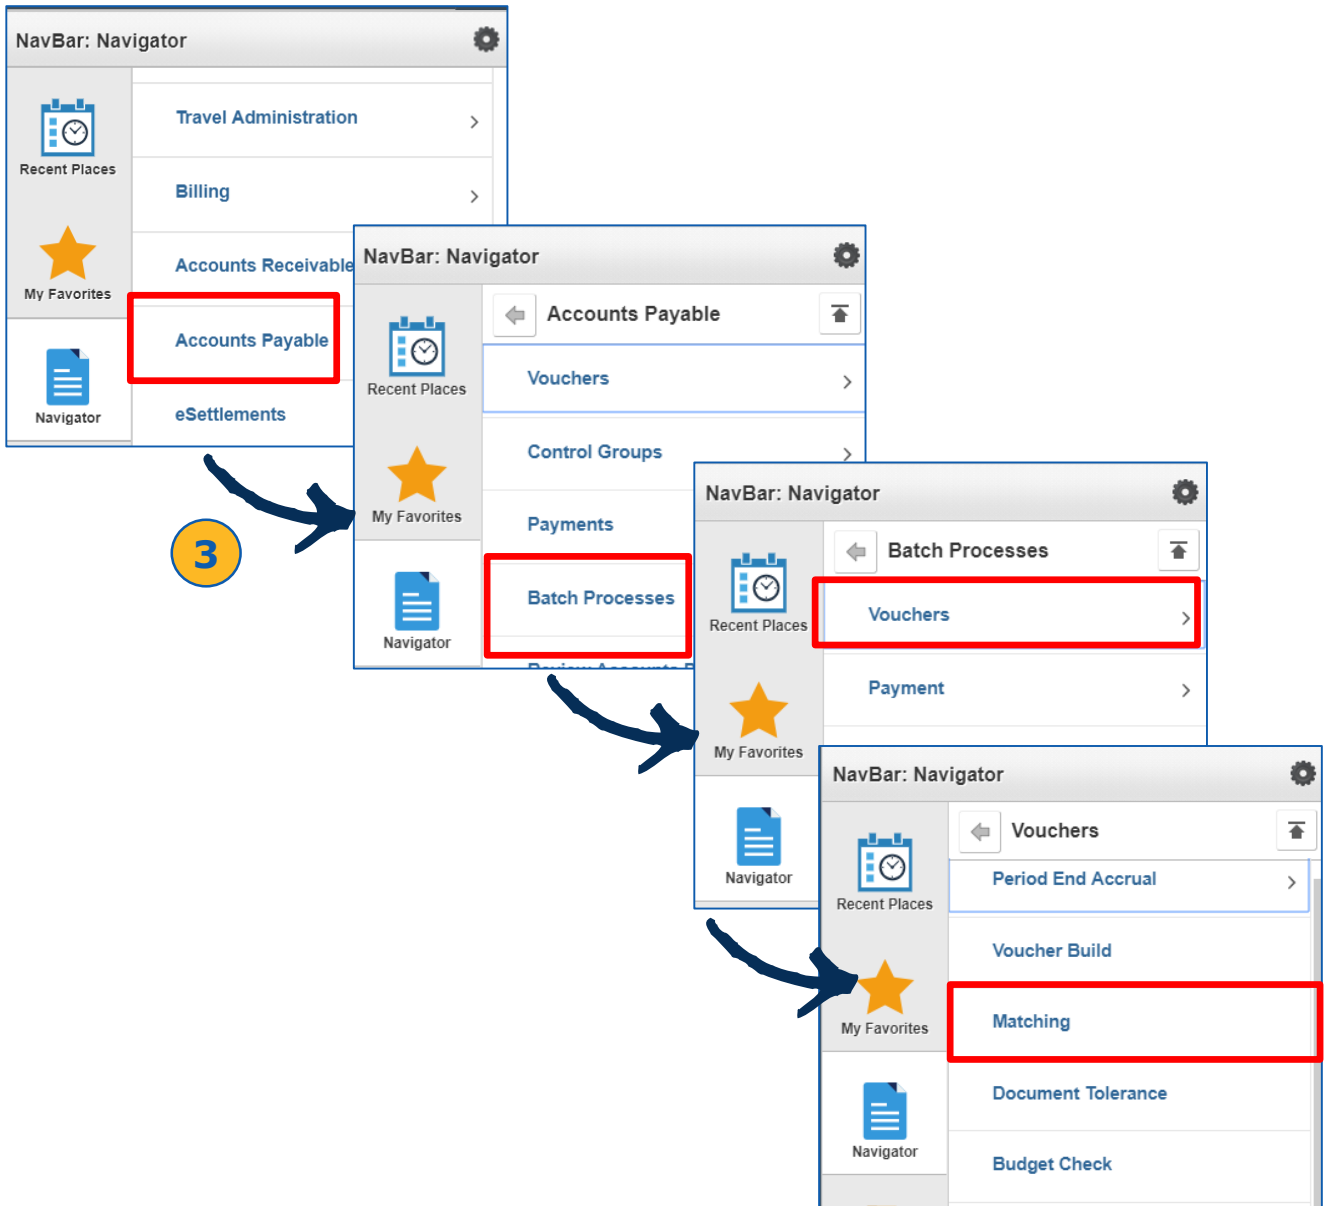 NavBar: Navigator
Recent Places
My Favorites
Navigator
Travel Administration
Billing
Accounts Receivable
Accounts Payable
eSettlements
3
NavBar: Navigator
Recent Places
My Favorites
Navigator
Accounts Payable
Vouchers
Control Groups
Payments
Batch Processes
Review Accounts
NavBar: Navigator
Recent Places
My Favorites
Navigator
Batch Processes
Vouchers
Payment
NavBar: Navigator
Recent Places
My Favorites
Navigator
Vouchers
Period End Accrual
Voucher Build
Matching
Document Tolerance
Budget Check